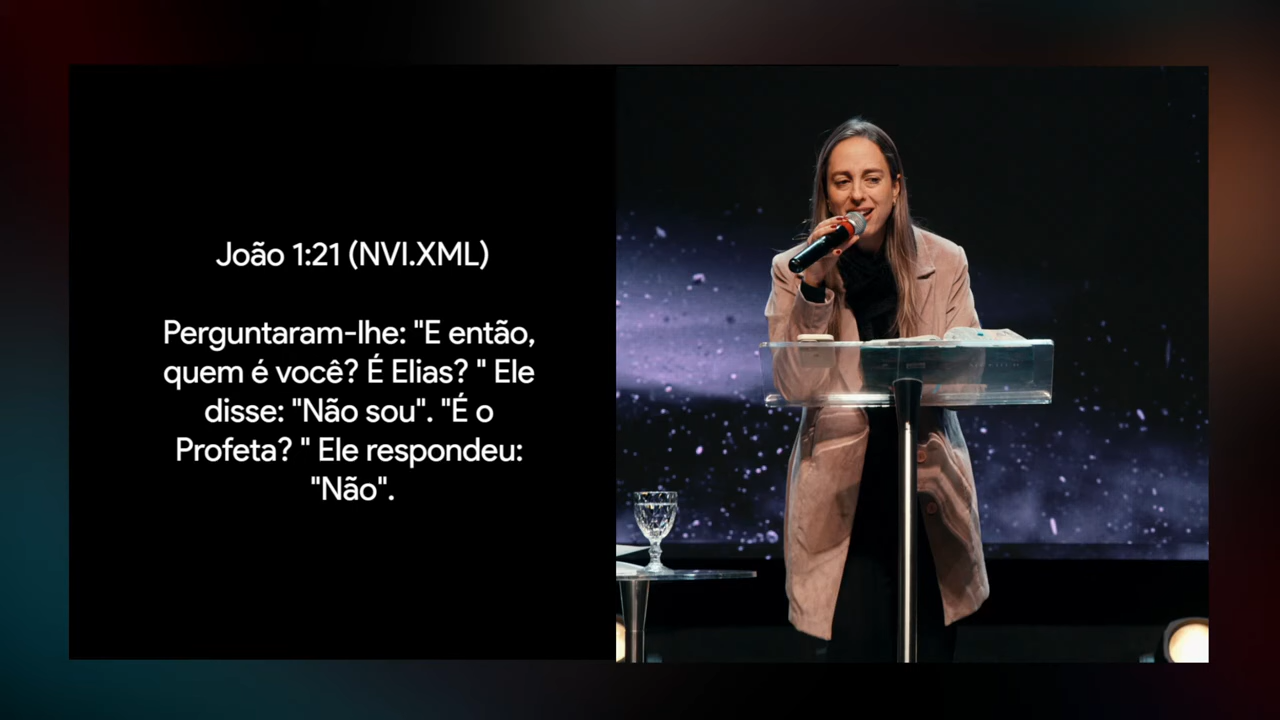 João 1:21 (NVI.XML)
Perguntaram-lhe: "E então,
quem é você? É Elias? " Ele
disse: "Não sou". "É o
Profeta? " Ele respondeu:
"Não".